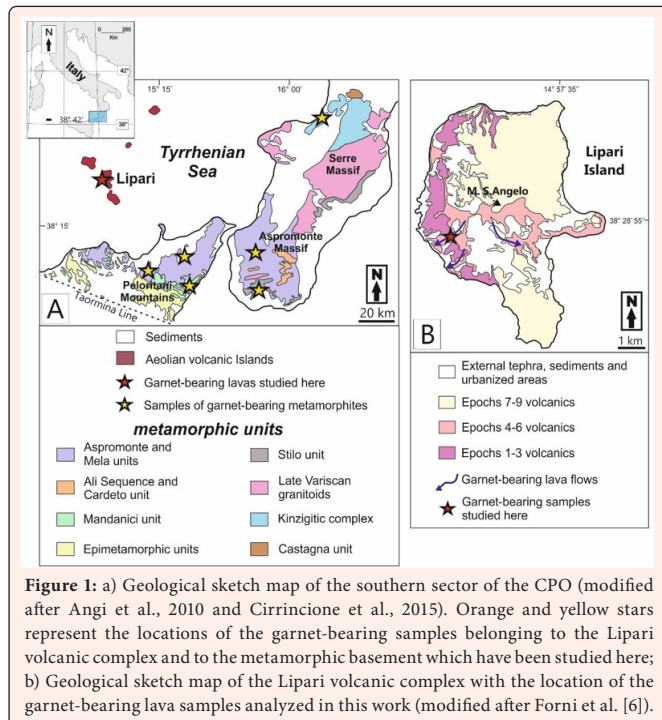 N
0 250
Km
Italy
42°
38° 42'
36°
15° 15'
16° 00'
Tyrrhenian
Sea
Lipari
Serre
Massif
38° 15'
Aspromonte
Massif
Peloritani
Mountains
Taormina Line
N
A
20 km
Sediments
Aeolian volcanic Islands
Garnet-bearing lavas studied here
Samples of garnet-bearing metamorphites
metamorphic units
Aspromonte and
Mela units
Ali Sequence and
Cardeto unit
Mandanici unit
Epimetamorphic units
Stilo unit
Late Variscan
granitoids
Kinzigitic complex
Castagna unit
14° 57' 35"
Lipari
Island
M. S.Angelo
38° 28' 55"
N
B
1 km
External tephra, sediments and
urbanized areas
Epochs 7-9 volcanics
Epochs 4-6 volcanics
Epochs 1-3 volcanics
Garnet-bearing lava flows
Garnet-bearing samples
studied here
Figure 1: a) Geological sketch map of the southern sector of the CPO (modified
after Angi et al., 2010 and Cirrincione et al., 2015). Orange and yellow stars
represent the locations of the garnet-bearing samples belonging to the Lipari
volcanic complex and to the metamorphic basement which have been studied here;
b) Geological sketch map of the Lipari volcanic complex with the location of the
garnet-bearing lava samples analyzed in this work (modified after Forni et al. [6]).